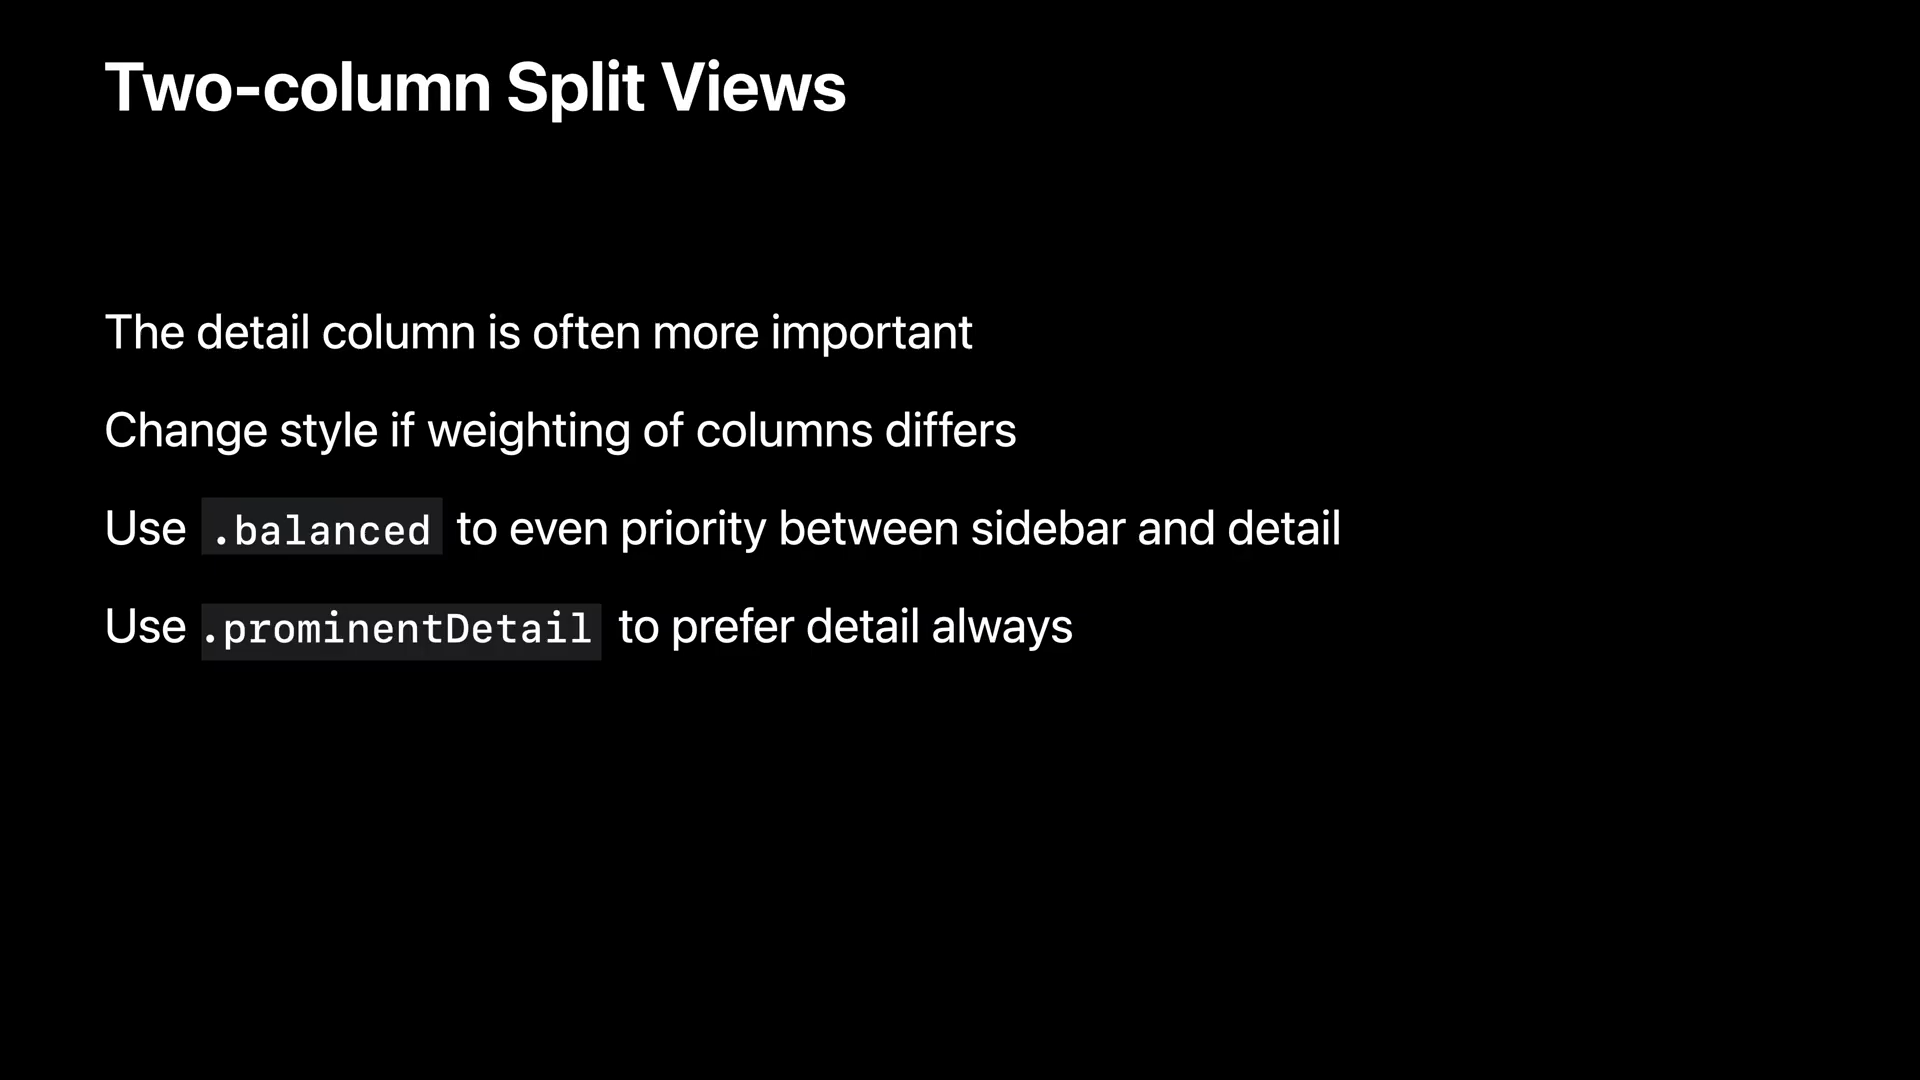 Two-column Split Views
The detail column is often more important
Change style if weighting of columns differs
Use .balanced to even priority between sidebar and detail
Use .prominentDetail to prefer detail always